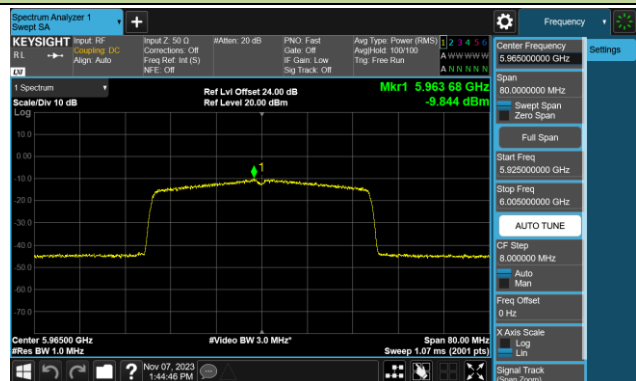 Spectrum Analyzer 1
Swept SA
+
Frequency
KEYSIGHT
RL
LXI
Input: RF
Coupling: DC
Align: Auto
Input Z: 50 Ω
Corrections: Off
Freq Ref: Int (S)
NFE: Off
#Atten: 20 dB
PNO: Fast
Gate: Off
IF Gain: Low
Sig Track: Off
Avg Type: Power (RMS)
Avg|Hold: 100/100
Trig: Free Run
1 2 3 4 5 6
A W W W W W
A N N N N N
Center Frequency
5.965000000 GHz
Settings
Span
80.0000000 MHz
Swept Span
Zero Span
Full Span
Start Freq
5.925000000 GHz
Stop Freq
6.005000000 GHz
AUTO TUNE
CF Step
8.000000 MHz
Auto
Man
Freq Offset
0 Hz
X Axis Scale
Log
Lin
Signal Track
(Span Zoom)
1 Spectrum
Scale/Div 10 dB
Log
Ref Lvl Offset 24.00 dB
Ref Level 20.00 dBm
Mkr1 5.963 68 GHz
-9.844 dBm
1
10.0
0.00
-10.0
-20.0
-30.0
-40.0
-50.0
-60.0
-70.0
Center 5.96500 GHz
#Res BW 1.0 MHz
#Video BW 3.0 MHz*
Span 80.00 MHz
Sweep 1.07 ms (2001 pts)
?
Nov 07, 2023
1:44:46 PM